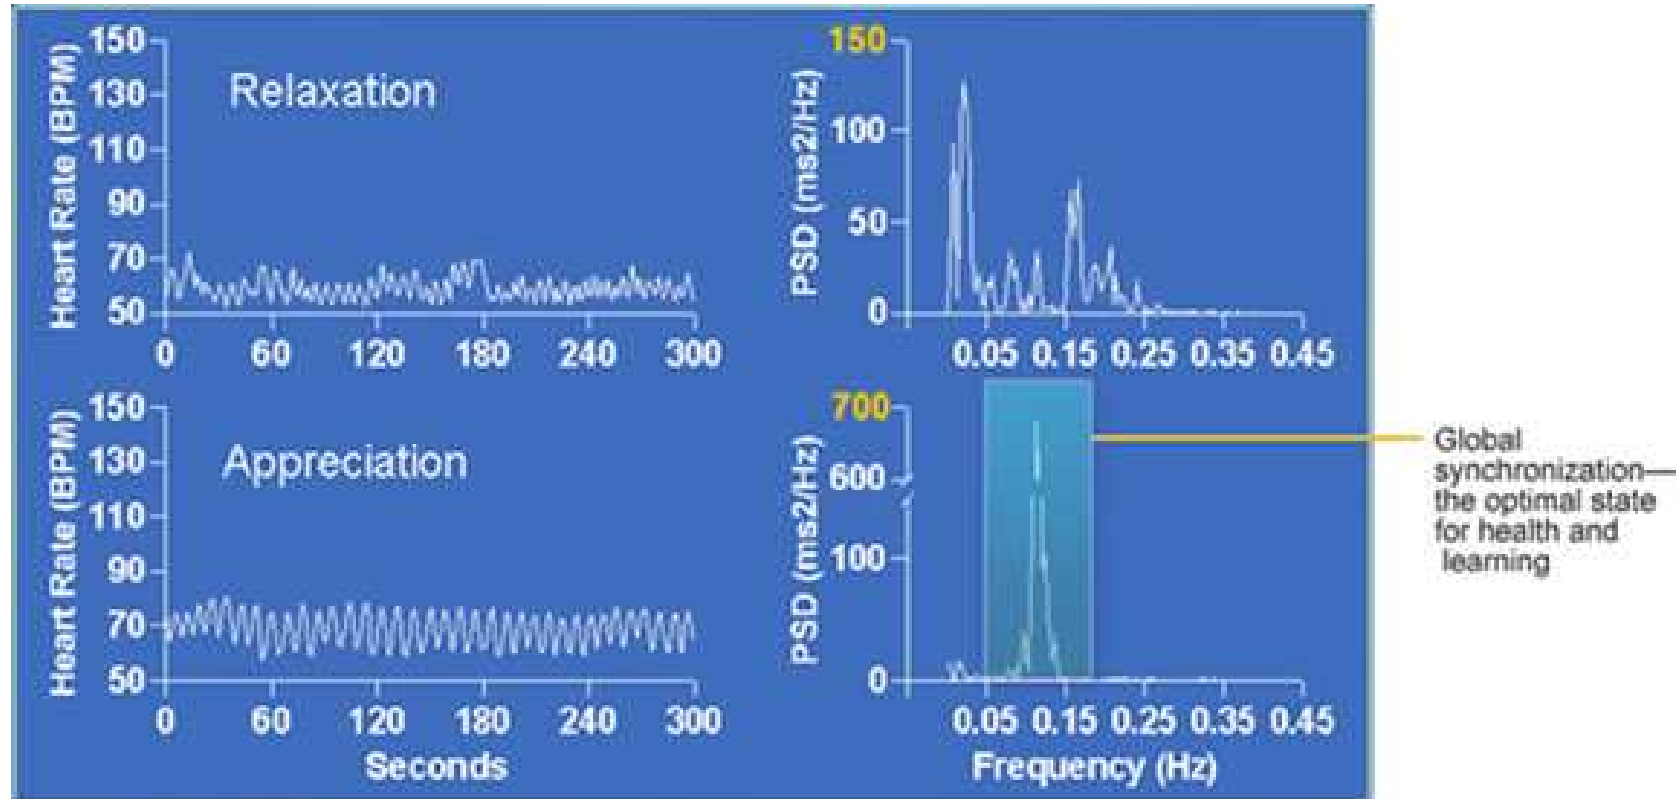 Relaxation
Heart Rate (BPM)
150
130
110
90
70
50
0 60 120 180 240 300
PSD (ms2/Hz)
150
100
50
0
0.05 0.15 0.25 0.35 0.45
Appreciation
Heart Rate (BPM)
150
130
110
90
70
50
0 60 120 180 240 300
Seconds
PSD (ms2/Hz)
700
600
100
0
0.05 0.15 0.25 0.35 0.45
Frequency (Hz)
Global
synchronization—
the optimal state
for health and
learning